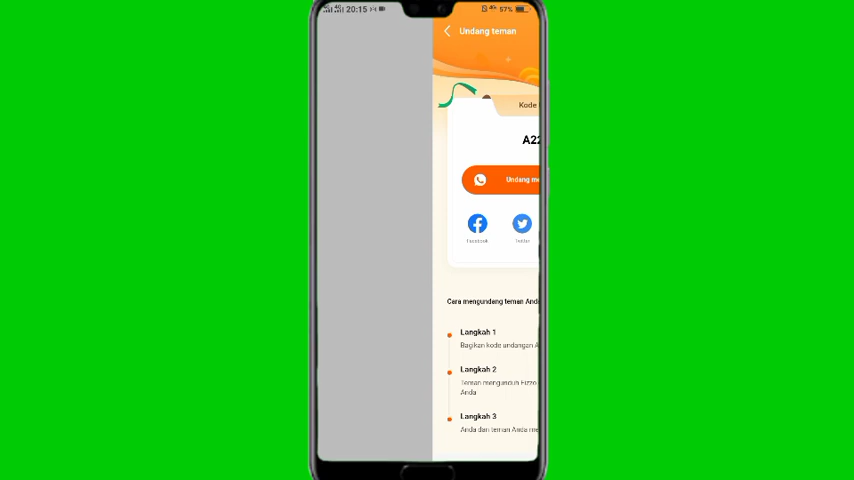 20:15
57%
Undang teman
Kode
A22
Undang me
Facebook
Twitter
Cara mengundang teman Anda
Langkah 1
Bagikan kode undangan A
Langkah 2
Teman mengunduh Fizzo
Anda
Langkah 3
Anda dan teman Anda me